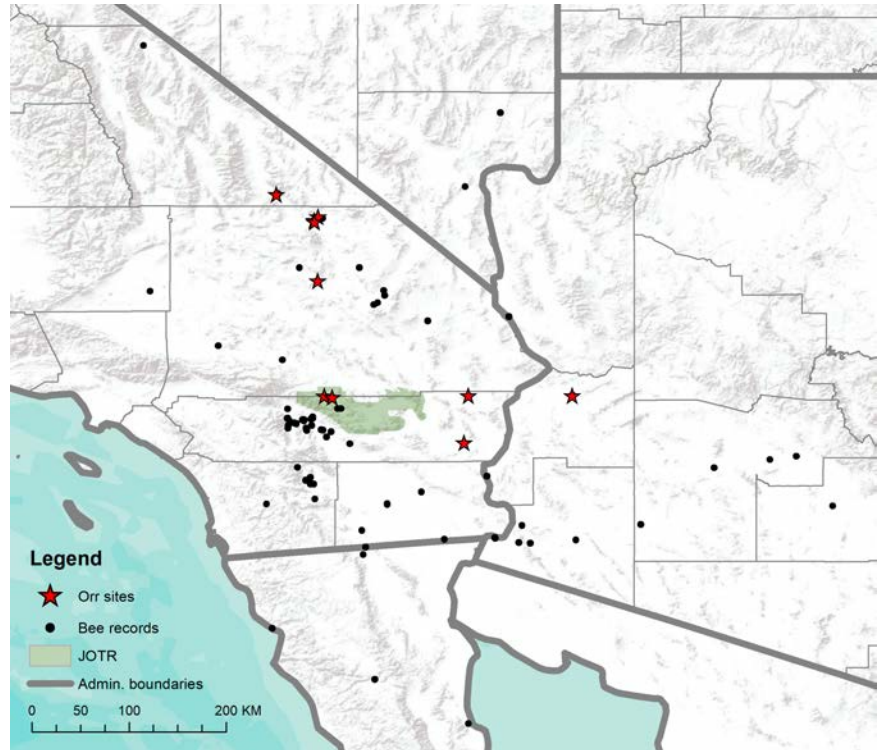 Legend
Orr sites
Bee records
JOTR
Admin. boundaries
0 50 100 200 KM